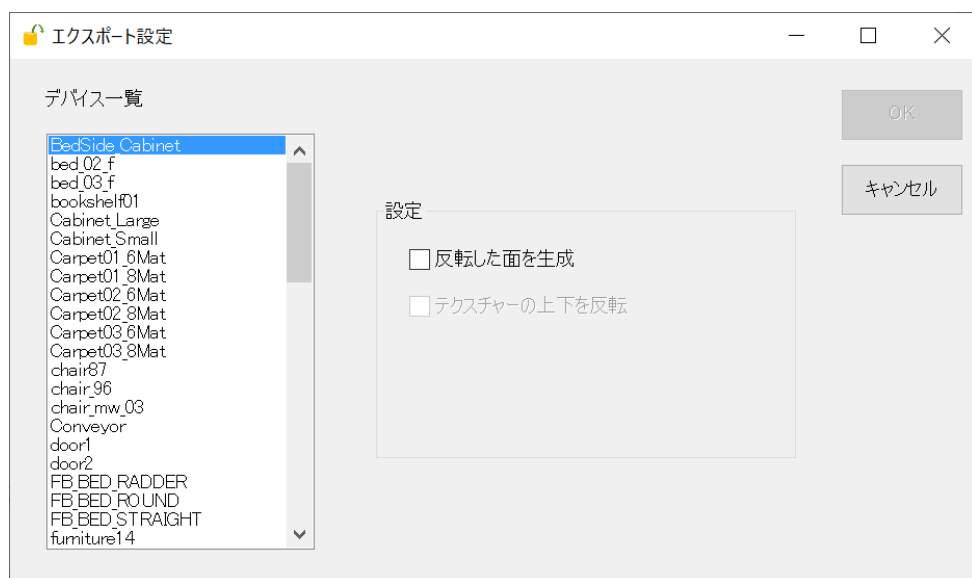 エクスポート設定
デバイス一覧
BedSide_Cabinet
bed_02_f
bed_03_f
bookshelf01
Cabinet_Large
Cabinet_Small
Carpet01_6Mat
Carpet01_8Mat
Carpet02_6Mat
Carpet02_8Mat
Carpet03_6Mat
Carpet03_8Mat
chair87
chair_96
chair_mw_03
Conveyor
door1
door2
FB_BED_RADDER
FB_BED_ROUND
FB_BED_STRAIGHT
furniture14
設定
反転した面を生成
テクスチャーの上下を反転
OK
キャンセル